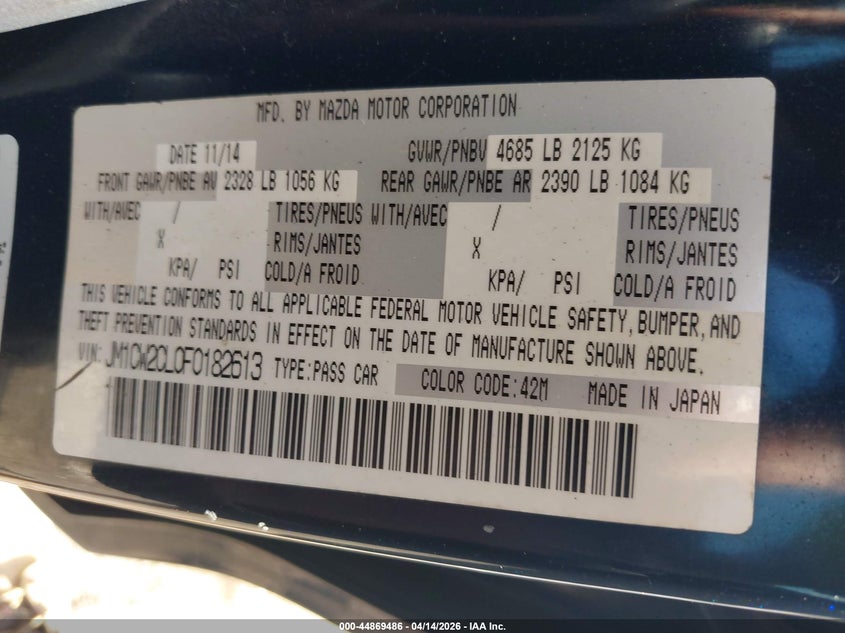 MFD. BY MAZDA MOTOR CORPORATION
DATE 11/14 GVWR/PNBV 4685 LB 2125 KG
FRONT GAWR/PNBE AV 2328 LB 1056 KG REAR GAWR/PNBE AR 2390 LB 1084 KG
WITH/AVEC / TIRES/PNEUS WITH/AVEC / TIRES/PNEUS
X RIMS/JANTES X RIMS/JANTES
KPA/ PSI COLD/A FROID KPA/ PSI COLD/A FROID
THIS VEHICLE CONFORMS TO ALL APPLICABLE FEDERAL MOTOR VEHICLE SAFETY, BUMPER, AND
THEFT PREVENTION STANDARDS IN EFFECT ON THE DATE OF MANUFACTURE SHOWN ABOVE.
VIN: JM1CW2CL0F0182613 TYPE:PASS CAR COLOR CODE:42M MADE IN JAPAN
000-44869486 - 04/14/2026 - IAA Inc.